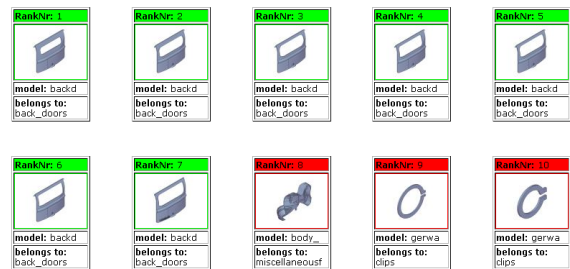 RankNr: 1
model: backd
belongs to:
back_doors
RankNr: 2
model: backd
belongs to:
back_doors
RankNr: 3
model: backd
belongs to:
back_doors
RankNr: 4
model: backd
belongs to:
back_doors
RankNr: 5
model: backd
belongs to:
back_doors
RankNr: 6
model: backd
belongs to:
back_doors
RankNr: 7
model: backd
belongs to:
back_doors
RankNr: 8
model: body_
belongs to:
miscellaneousf
RankNr: 9
model: gerwa
belongs to:
clips
RankNr: 10
model: gerwa
belongs to:
clips